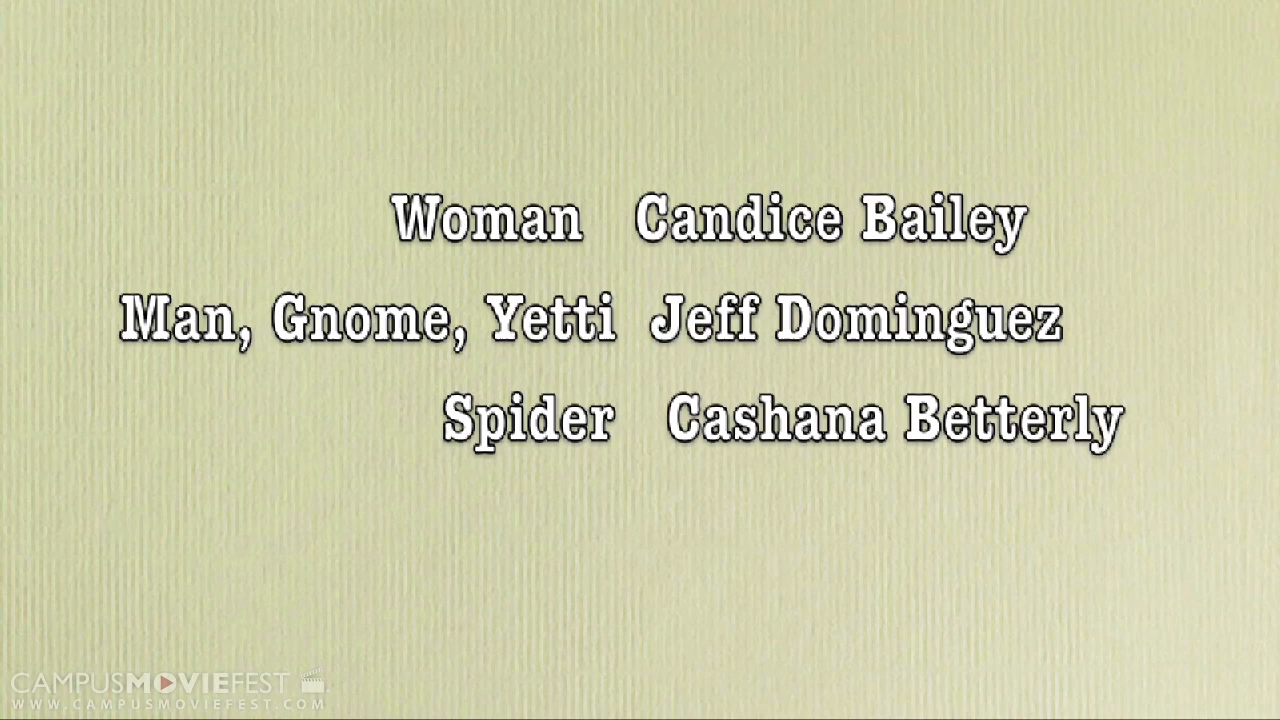 Woman Candice Bailey
Man, Gnome, Yetti Jeff Dominguez
Spider Cashana Betterly
CAMPUSMOVIEFEST
WWW.CAMPUSMOVIEFEST.COM